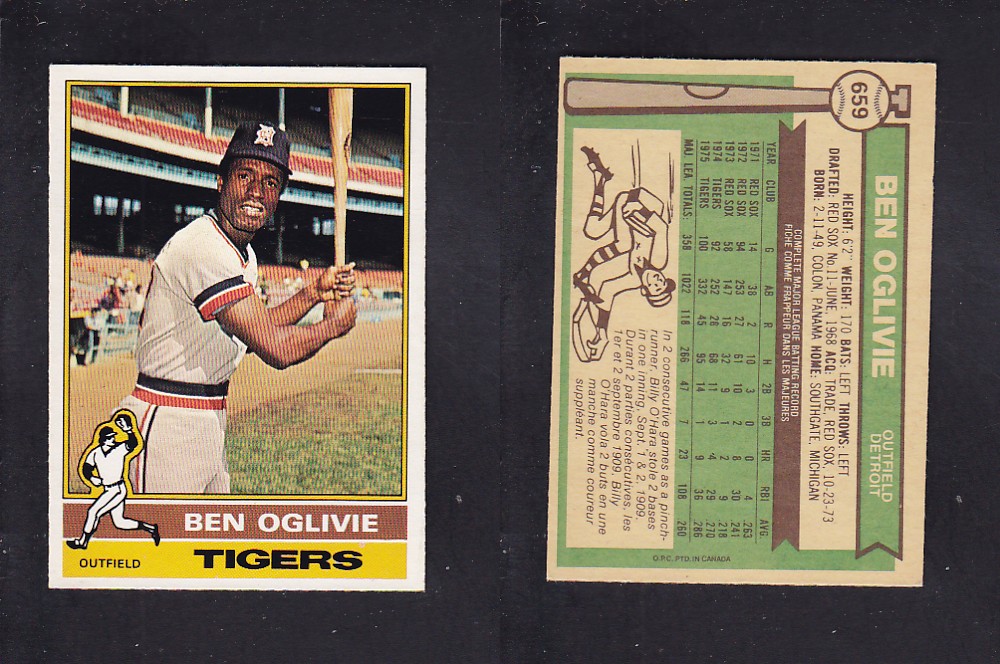 BEN OGLIVIE
TIGERS
OUTFIELD
659
BEN OGLIVIE
OUTFIELD
DETROIT
HEIGHT: 6'2" WEIGHT: 170 BATS: LEFT THROWS: LEFT
DRAFTED: RED SOX No.11-JUNE, 1968 ACQ: TRADE, RED SOX, 10-23-73
BORN: 2-11-49, COLON, PANAMA HOME: SOUTHGATE, MICHIGAN
COMPLETE MAJOR LEAGUE BATTING RECORD
FICHE COMME FRAPPEUR DANS LES MAJEURES
YEAR CLUB G AB R H 2B 3B HR RBI AVG.
1971 RED SOX 14 38 2 10 3 0 0 4 .263
1972 RED SOX 94 253 27 61 10 2 8 30 .241
1973 RED SOX 58 147 16 32 9 1 2 9 .218
1974 TIGERS 92 252 28 68 11 3 4 29 .270
1975 TIGERS 100 332 45 95 14 1 9 36 .286
MAJ. LEA. TOTALS: 358 1022 118 266 47 7 23 108 .260
In 2 consecutive games as a pinch-
runner, Billy O'Hara stole 2 bases
in one inning, Sept. 1 & 2, 1909.
Durant 2 parties consécutives, les
1er et 2 septembre 1909, Billy
O'Hara vola 2 buts en une
manche comme coureur
suppléant.
O.P.C. PTD. IN CANADA